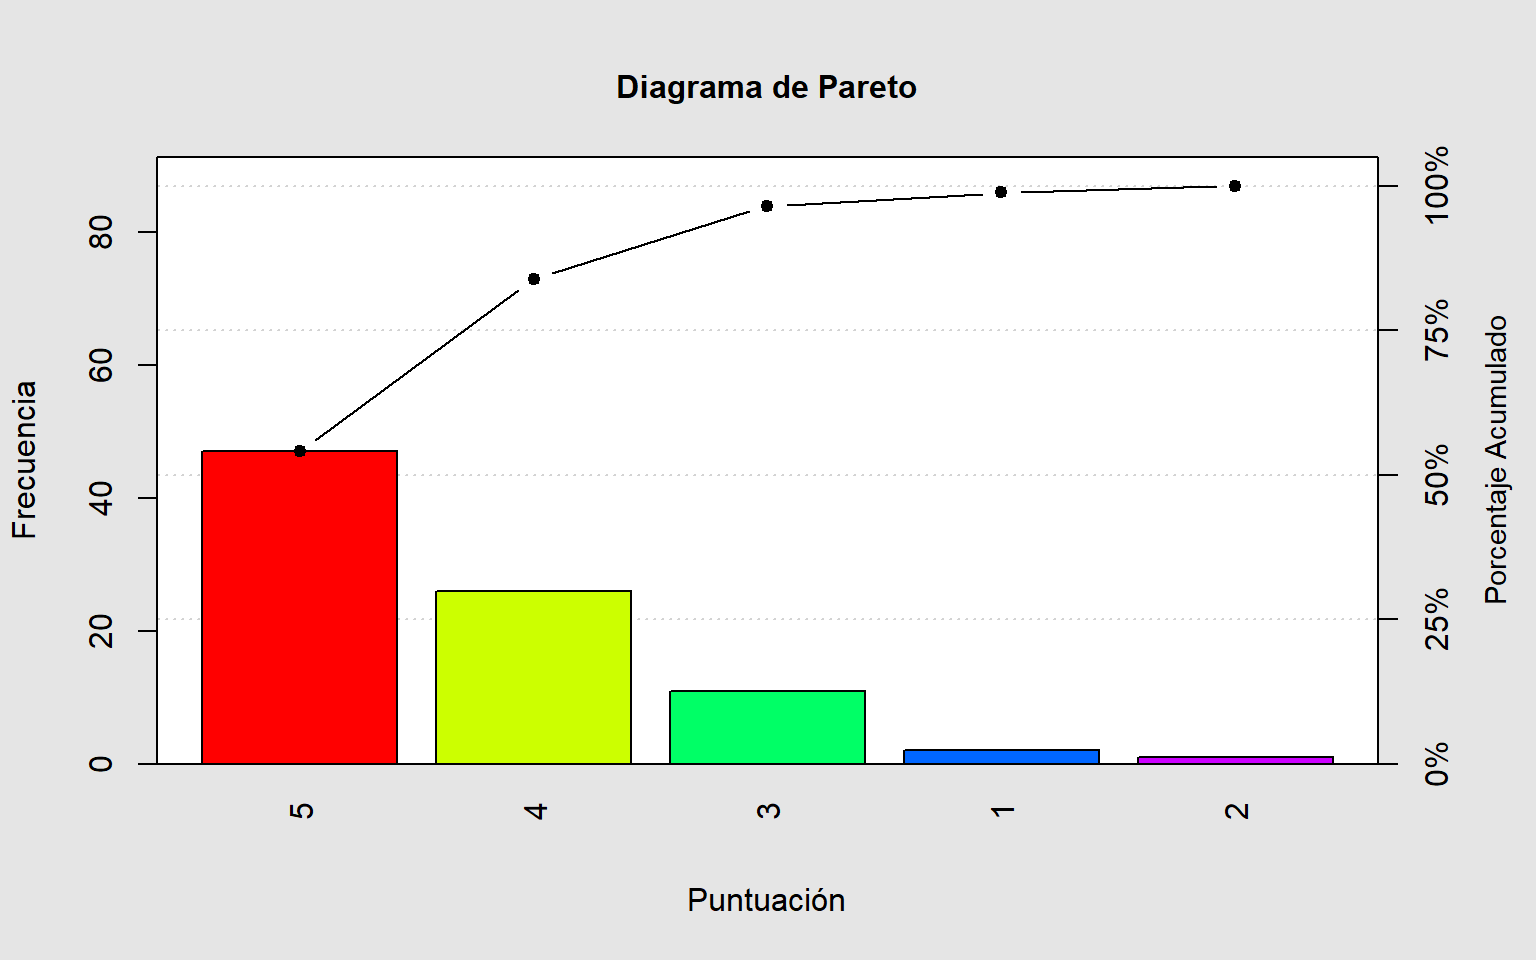 Diagrama de Pareto
Frecuencia
80
60
40
20
0
100%
75%
50%
25%
0%
Porcentaje Acumulado
5 4 3 1 2
Puntuación